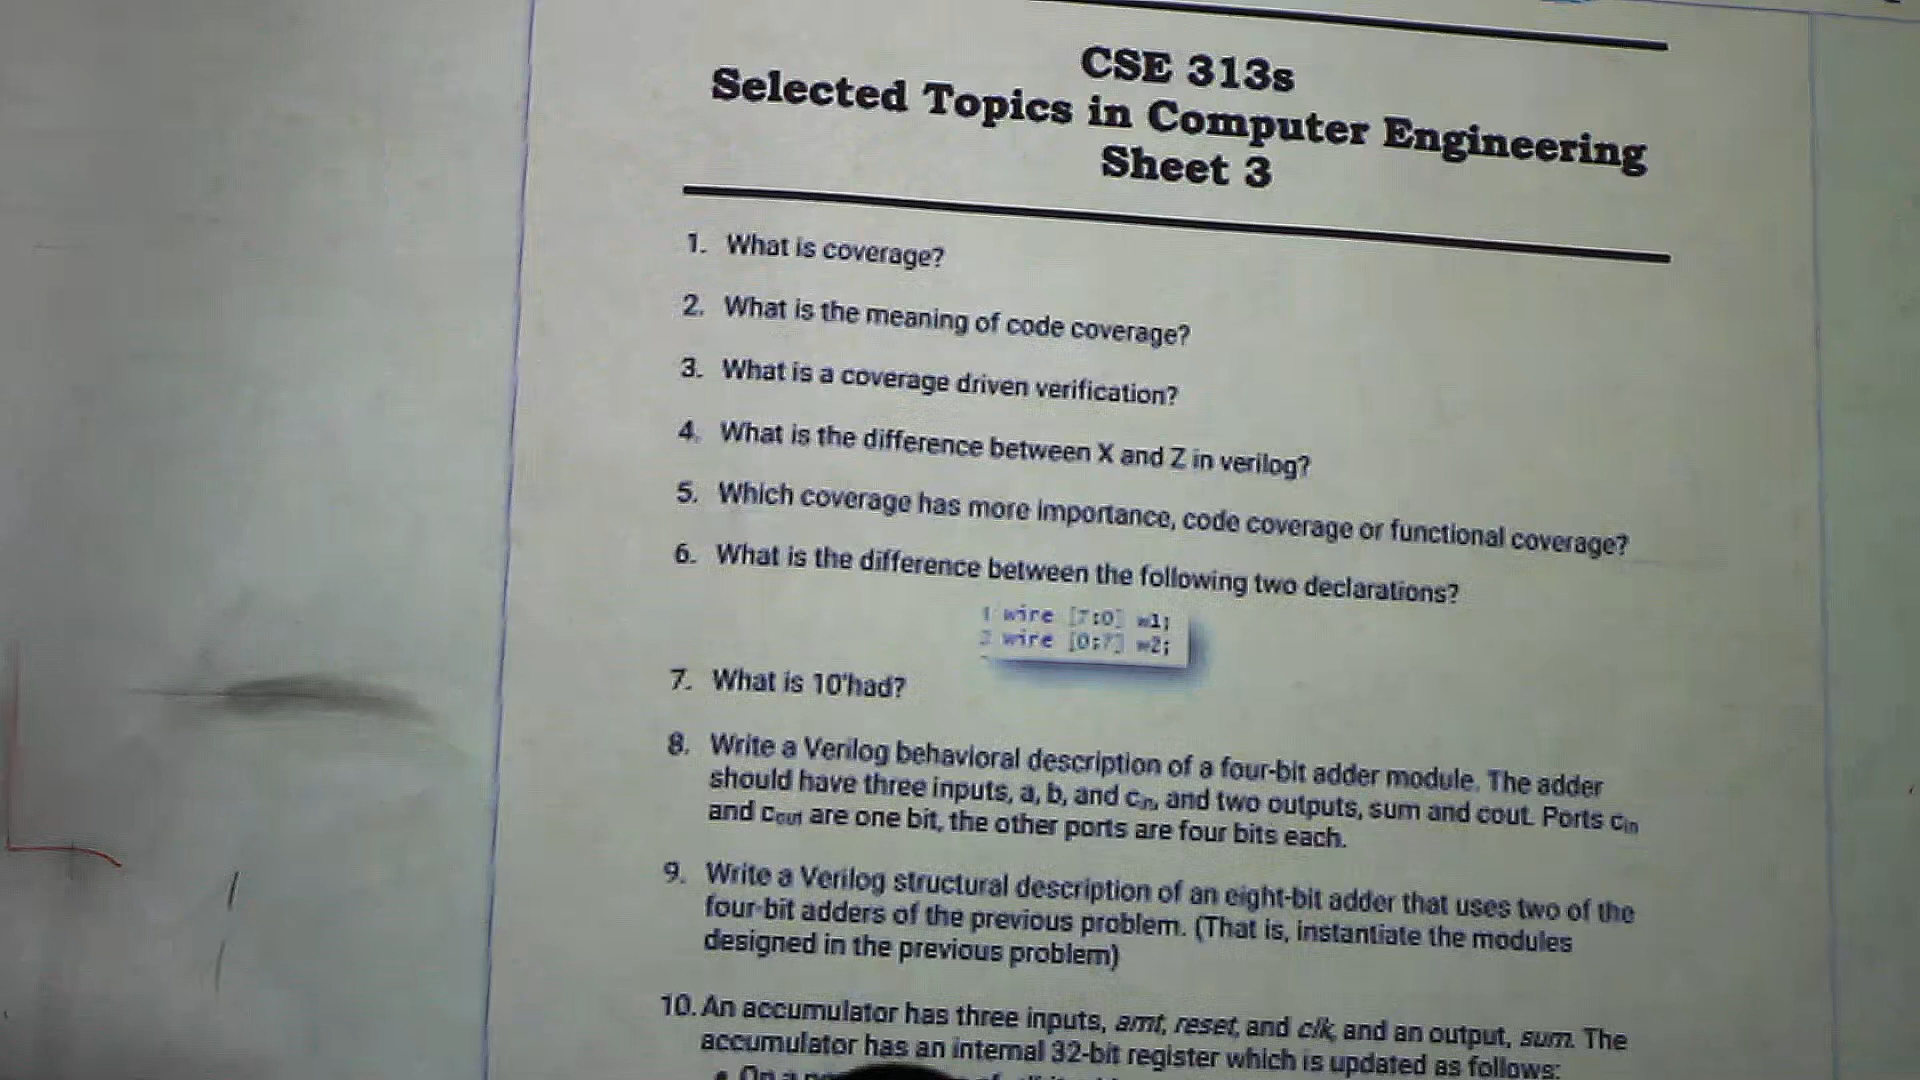 CSE 313s
Selected Topics in Computer Engineering
Sheet 3
1. What is coverage?
2. What is the meaning of code coverage?
3. What is a coverage driven verification?
4. What is the difference between X and Z in verilog?
5. Which coverage has more importance, code coverage or functional coverage?
6. What is the difference between the following two declarations?
1 wire [7:0] w1;
2 wire [0:7] w2;
7. What is 10'had?
8. Write a Verilog behavioral description of a four-bit adder module. The adder
should have three inputs, a, b, and cin, and two outputs, sum and cout. Ports cin
and cout are one bit, the other ports are four bits each.
9. Write a Verilog structural description of an eight-bit adder that uses two of the
four-bit adders of the previous problem. (That is, instantiate the modules
designed in the previous problem)
10. An accumulator has three inputs, amt, reset, and clk, and an output, sum. The
accumulator has an internal 32-bit register which is updated as follows: